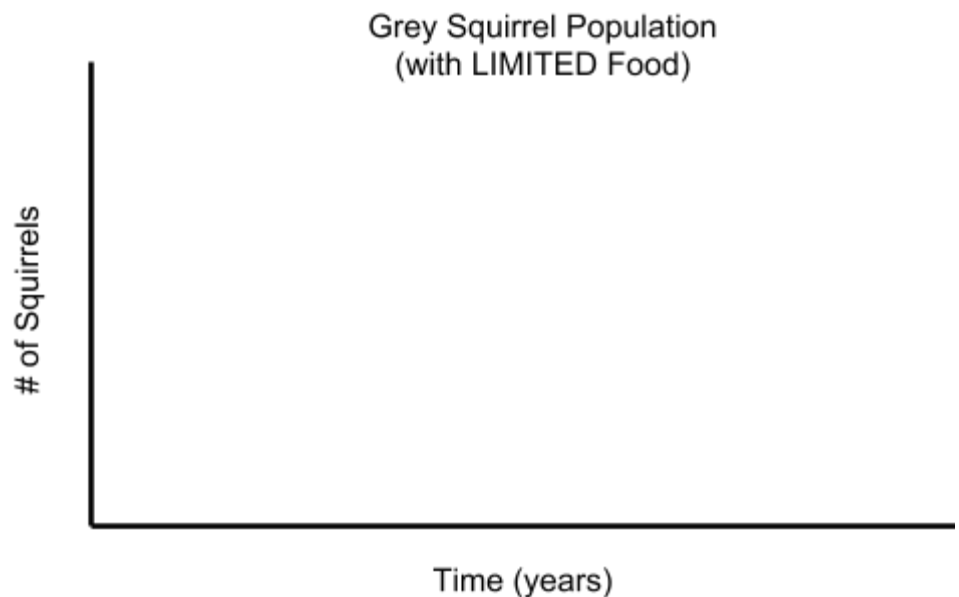 Grey Squirrel Population
(with LIMITED Food)
# of Squirrels
Time (years)